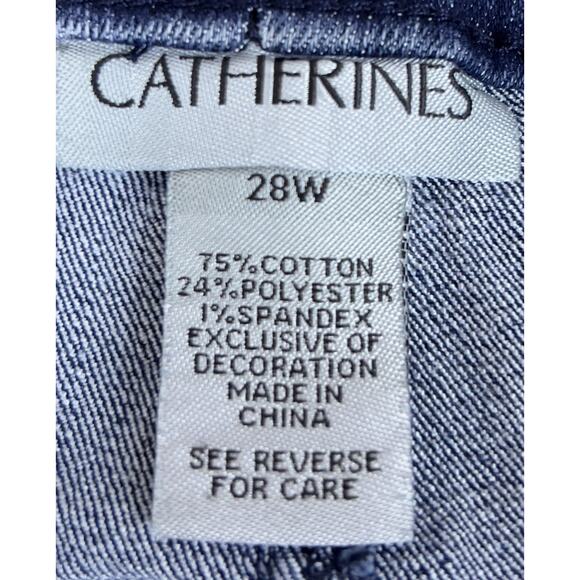 CATHERINES
28W
75%COTTON
24%POLYESTER
1%SPANDEX
EXCLUSIVE OF
DECORATION
MADE IN
CHINA
SEE REVERSE
FOR CARE